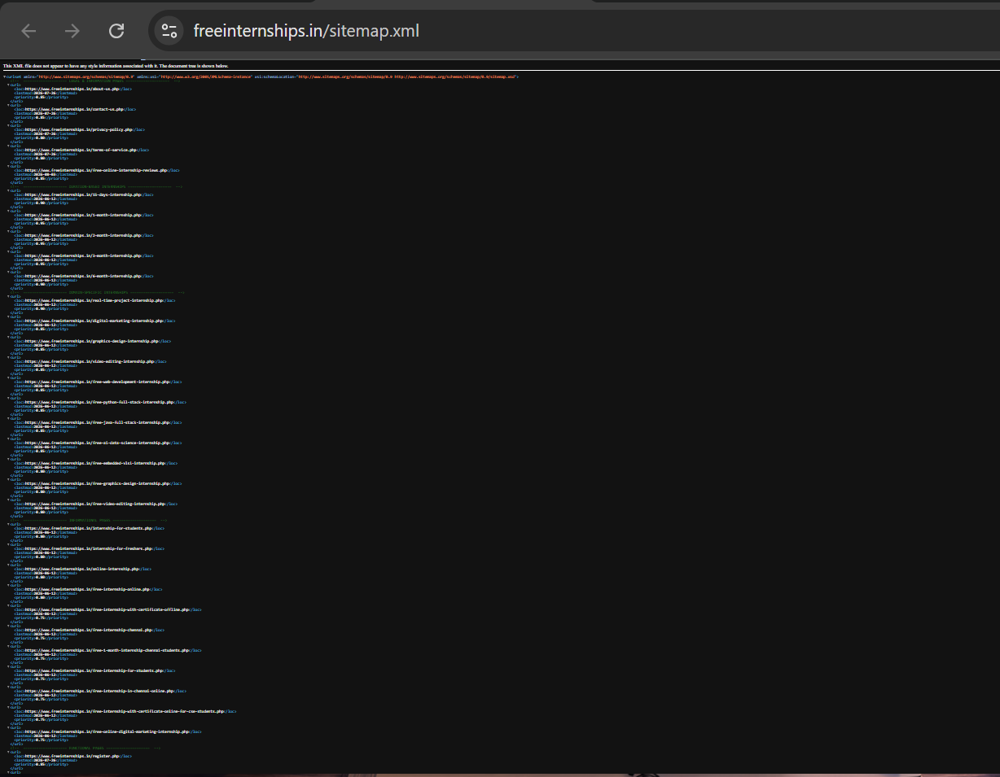 freeinternships.in/sitemap.xml
This XML file does not appear to have any style information associated with it. The document tree is shown below.
▼<urlset xmlns="http://www.sitemaps.org/schemas/sitemap/0.9" xmlns:xsi="http://www.w3.org/2001/XMLSchema-instance" xsi:schemaLocation="http://www.sitemaps.org/schemas/sitemap/0.9 http://www.sitemaps.org/schemas/sitemap/0.9/sitemap.xsd">
▼<url>
<loc>https://www.freeinternships.in/about-us.php</loc>
<lastmod>2026-07-26</lastmod>
<priority>0.85</priority>
</url>
▼<url>
<loc>https://www.freeinternships.in/contact-us.php</loc>
<lastmod>2026-07-26</lastmod>
<priority>0.85</priority>
</url>
▼<url>
<loc>https://www.freeinternships.in/privacy-policy.php</loc>
<lastmod>2026-07-26</lastmod>
<priority>0.80</priority>
</url>
▼<url>
<loc>https://www.freeinternships.in/terms-of-service.php</loc>
<lastmod>2026-07-26</lastmod>
<priority>0.80</priority>
</url>
▼<url>
<loc>https://www.freeinternships.in/free-online-internship-reviews.php</loc>
<lastmod>2026-08-03</lastmod>
<priority>0.85</priority>
</url>
DURATION-BASED INTERNSHIPS
▼<url>
<loc>https://www.freeinternships.in/15-days-internship.php</loc>
<lastmod>2026-06-12</lastmod>
<priority>0.90</priority>
</url>
▼<url>
<loc>https://www.freeinternships.in/1-month-internship.php</loc>
<lastmod>2026-06-12</lastmod>
<priority>0.95</priority>
</url>
▼<url>
<loc>https://www.freeinternships.in/2-month-internship.php</loc>
<lastmod>2026-06-12</lastmod>
<priority>0.95</priority>
</url>
▼<url>
<loc>https://www.freeinternships.in/3-month-internship.php</loc>
<lastmod>2026-06-12</lastmod>
<priority>0.95</priority>
</url>
▼<url>
<loc>https://www.freeinternships.in/6-month-internship.php</loc>
<lastmod>2026-06-12</lastmod>
<priority>0.90</priority>
</url>
DOMAIN-SPECIFIC INTERNSHIPS
▼<url>
<loc>https://www.freeinternships.in/real-time-project-internship.php</loc>
<lastmod>2026-06-12</lastmod>
<priority>0.90</priority>
</url>
▼<url>
<loc>https://www.freeinternships.in/digital-marketing-internship.php</loc>
<lastmod>2026-06-12</lastmod>
<priority>0.85</priority>
</url>
▼<url>
<loc>https://www.freeinternships.in/graphics-design-internship.php</loc>
<lastmod>2026-06-12</lastmod>
<priority>0.85</priority>
</url>
▼<url>
<loc>https://www.freeinternships.in/video-editing-internship.php</loc>
<lastmod>2026-06-12</lastmod>
<priority>0.85</priority>
</url>
▼<url>
<loc>https://www.freeinternships.in/free-web-development-internship.php</loc>
<lastmod>2026-06-12</lastmod>
<priority>0.85</priority>
</url>
▼<url>
<loc>https://www.freeinternships.in/free-python-full-stack-internship.php</loc>
<lastmod>2026-06-12</lastmod>
<priority>0.85</priority>
</url>
▼<url>
<loc>https://www.freeinternships.in/free-java-full-stack-internship.php</loc>
<lastmod>2026-06-12</lastmod>
<priority>0.85</priority>
</url>
▼<url>
<loc>https://www.freeinternships.in/free-ai-data-science-internship.php</loc>
<lastmod>2026-06-12</lastmod>
<priority>0.85</priority>
</url>
▼<url>
<loc>https://www.freeinternships.in/free-embedded-vlsi-internship.php</loc>
<lastmod>2026-06-12</lastmod>
<priority>0.80</priority>
</url>
▼<url>
<loc>https://www.freeinternships.in/free-graphics-design-internship.php</loc>
<lastmod>2026-06-12</lastmod>
<priority>0.80</priority>
</url>
▼<url>
<loc>https://www.freeinternships.in/free-video-editing-internship.php</loc>
<lastmod>2026-06-12</lastmod>
<priority>0.80</priority>
</url>
INFORMATIONAL PAGES
▼<url>
<loc>https://www.freeinternships.in/internship-for-students.php</loc>
<lastmod>2026-06-12</lastmod>
<priority>0.80</priority>
</url>
▼<url>
<loc>https://www.freeinternships.in/internship-for-freshers.php</loc>
<lastmod>2026-06-12</lastmod>
<priority>0.80</priority>
</url>
▼<url>
<loc>https://www.freeinternships.in/online-internship.php</loc>
<lastmod>2026-06-12</lastmod>
<priority>0.80</priority>
</url>
▼<url>
<loc>https://www.freeinternships.in/free-internship-online.php</loc>
<lastmod>2026-06-12</lastmod>
<priority>0.80</priority>
</url>
▼<url>
<loc>https://www.freeinternships.in/free-internship-with-certificate-offline.php</loc>
<lastmod>2026-06-12</lastmod>
<priority>0.75</priority>
</url>
▼<url>
<loc>https://www.freeinternships.in/free-internship-chennai.php</loc>
<lastmod>2026-06-12</lastmod>
<priority>0.75</priority>
</url>
▼<url>
<loc>https://www.freeinternships.in/free-1-month-internship-chennai-students.php</loc>
<lastmod>2026-06-12</lastmod>
<priority>0.75</priority>
</url>
▼<url>
<loc>https://www.freeinternships.in/free-internship-for-students.php</loc>
<lastmod>2026-06-12</lastmod>
<priority>0.75</priority>
</url>
▼<url>
<loc>https://www.freeinternships.in/free-internship-in-chennai-online.php</loc>
<lastmod>2026-06-12</lastmod>
<priority>0.75</priority>
</url>
▼<url>
<loc>https://www.freeinternships.in/free-internship-with-certificate-online-for-cse-students.php</loc>
<lastmod>2026-06-12</lastmod>
<priority>0.75</priority>
</url>
▼<url>
<loc>https://www.freeinternships.in/free-online-digital-marketing-internship.php</loc>
<lastmod>2026-06-12</lastmod>
<priority>0.75</priority>
</url>
FUNCTIONAL PAGES
▼<url>
<loc>https://www.freeinternships.in/register.php</loc>
<lastmod>2026-07-26</lastmod>
<priority>0.85</priority>
</url>
▼<url>